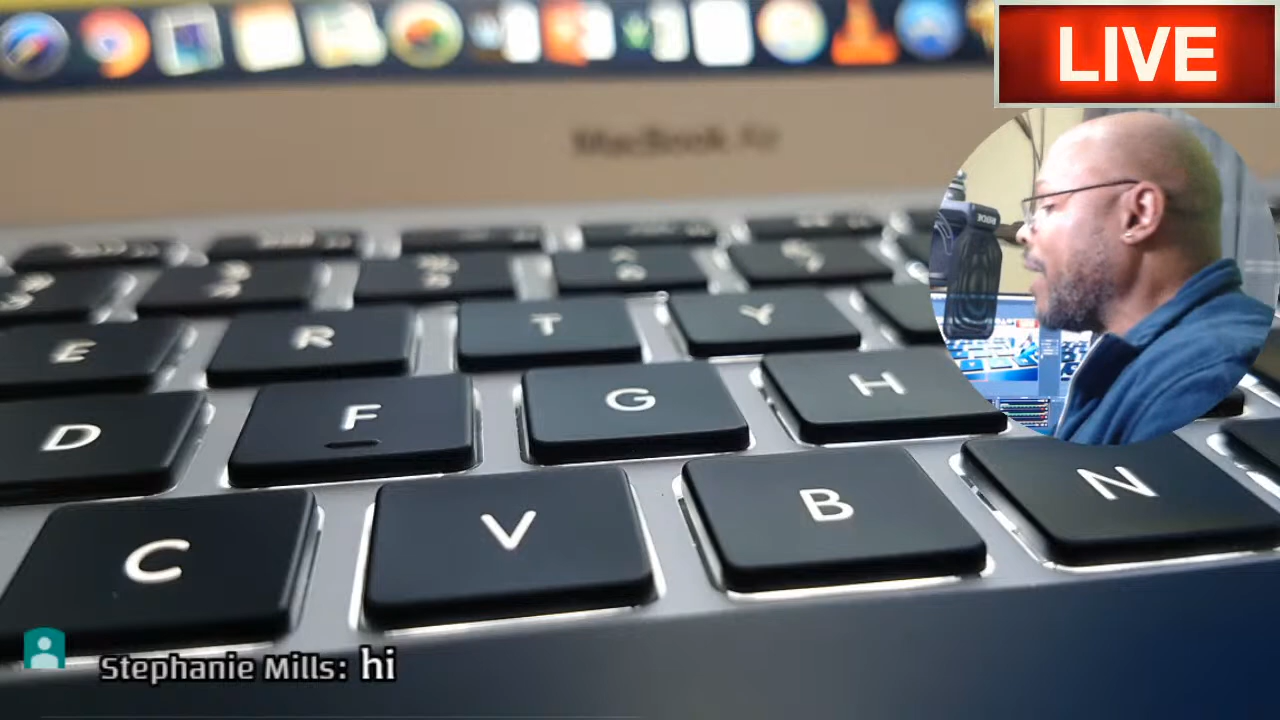 LIVE
MacBook Air
E R T Y
D F G H
C V B N
Stephanie Mills: hi